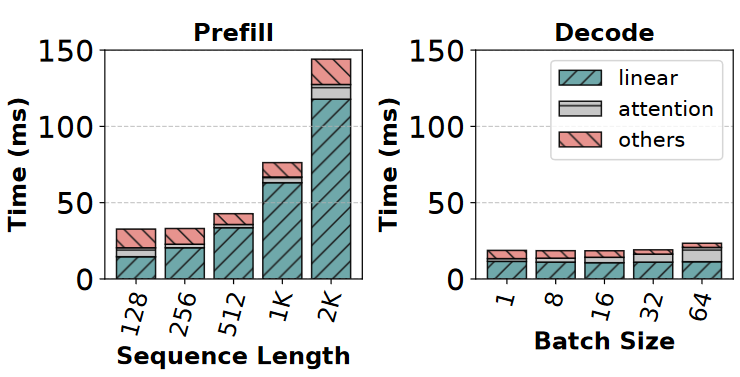 Prefill
Time (ms)
150
100
50
0
128
256
512
1K
2K
Sequence Length
Decode
Time (ms)
150
100
50
0
linear
attention
others
1
8
16
32
64
Batch Size